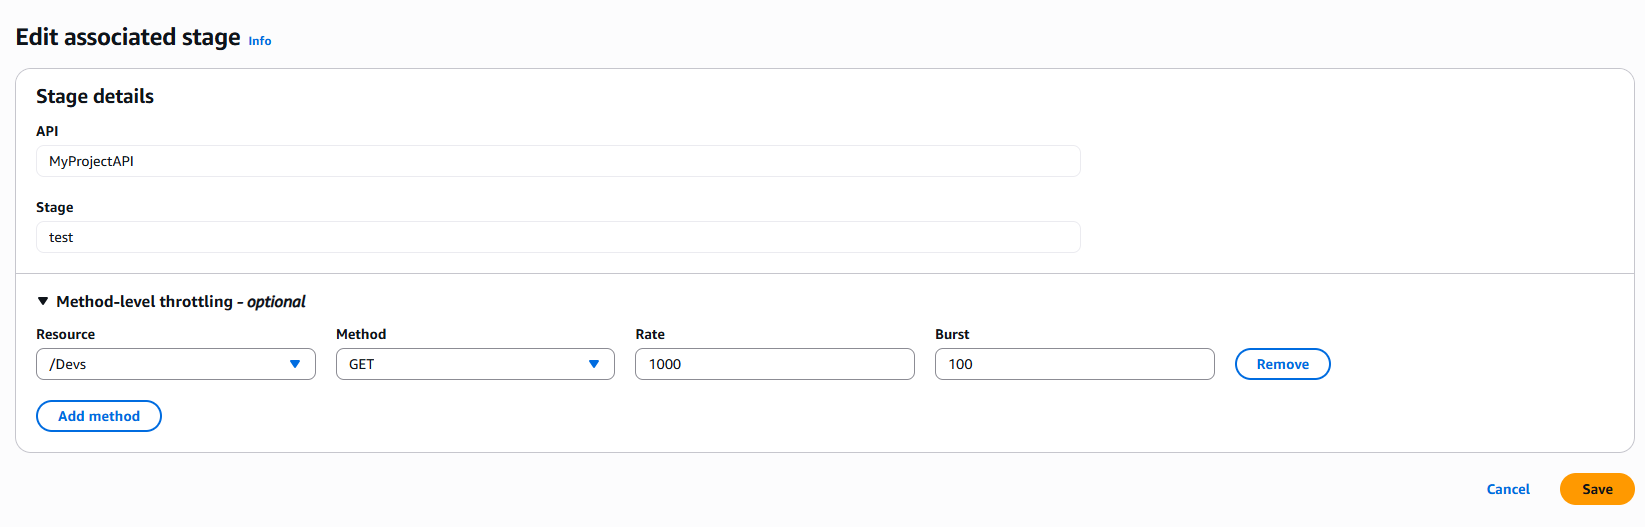 Edit associated stage Info
Stage details
API
MyProjectAPI
Stage
test
Method-level throttling - optional
Resource Method Rate Burst
/Devs GET 1000 100 Remove
Add method
Cancel Save